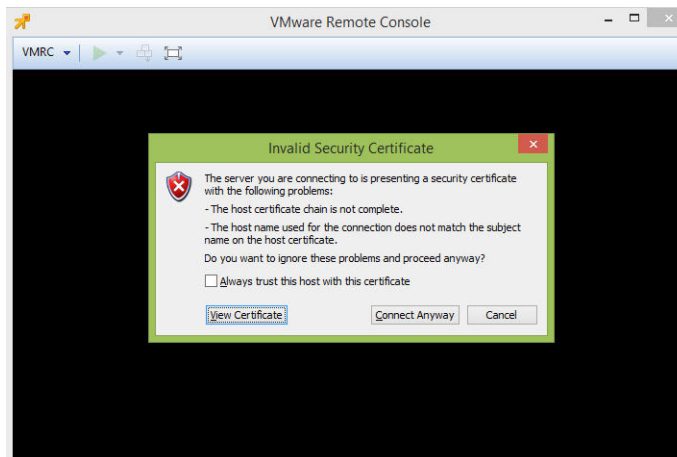 VMware Remote Console
VMRC
Invalid Security Certificate
The server you are connecting to is presenting a security certificate
with the following problems:
- The host certificate chain is not complete.
- The host name used for the connection does not match the subject
name on the host certificate.
Do you want to ignore these problems and proceed anyway?
Always trust this host with this certificate
View Certificate
Connect Anyway
Cancel